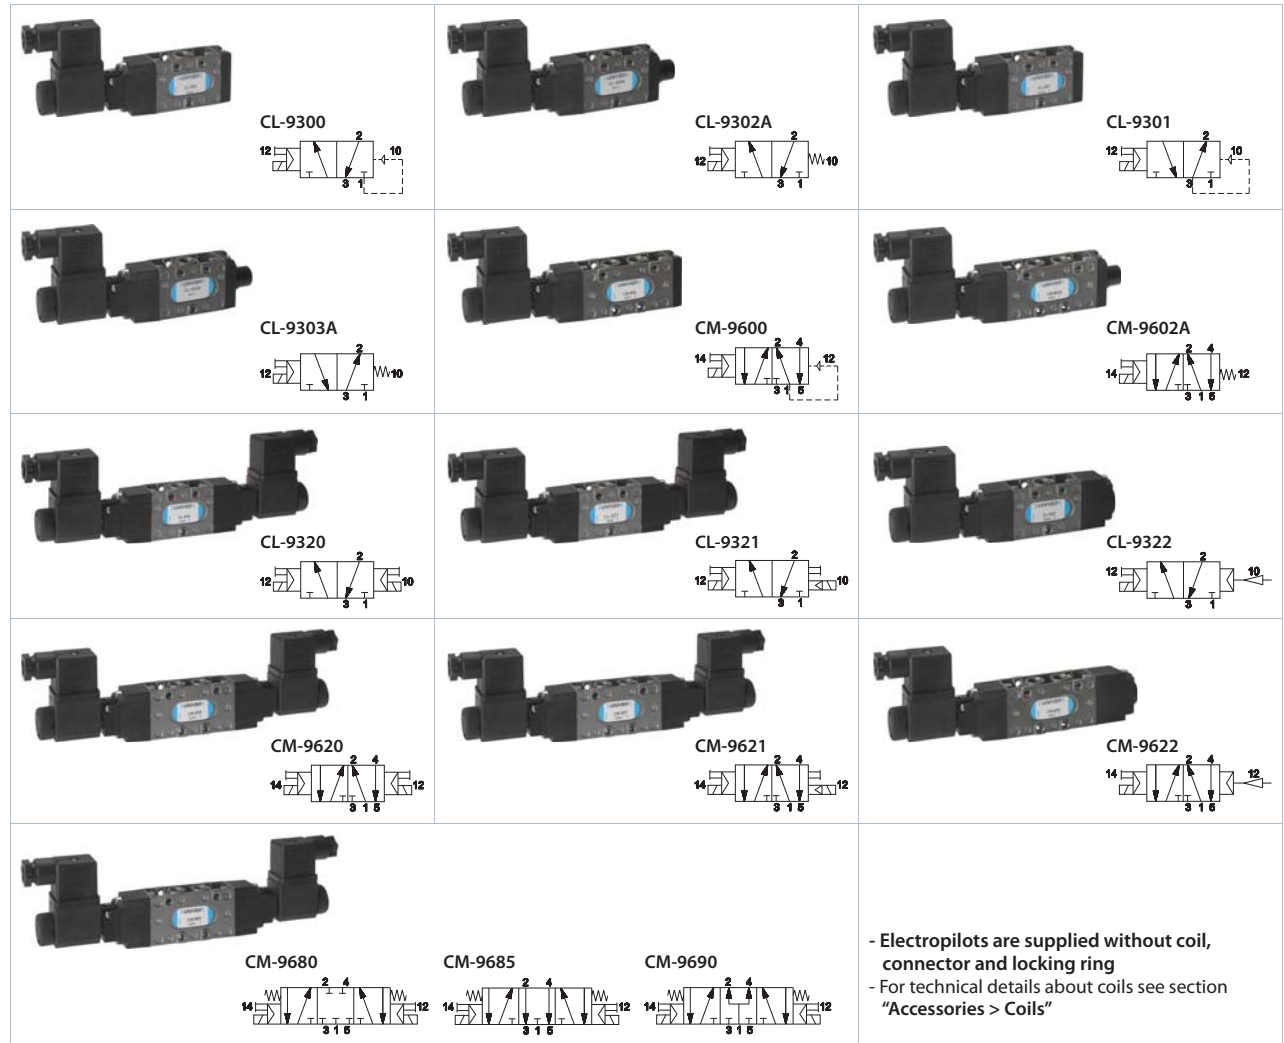 CL-9300
2
12
10
3 1
CL-9302A
2
12
10
3 1
CL-9301
2
12
10
3 1
CL-9303A
2
12
10
3 1
CM-9600
2 4
14
12
3 1 5
CM-9602A
2 4
14
12
3 1 5
CL-9320
2
12
10
3 1
CL-9321
2
12
10
3 1
CL-9322
2
12
10
3 1
CM-9620
2 4
14
12
3 1 5
CM-9621
2 4
14
12
3 1 5
CM-9622
2 4
14
12
3 1 5
CM-9680
2 4
14
12
3 1 5
CM-9685
2 4
14
12
3 1 5
CM-9690
2 4
14
12
3 1 5
- Electropilots are supplied without coil,
connector and locking ring
- For technical details about coils see section
"Accessories > Coils"